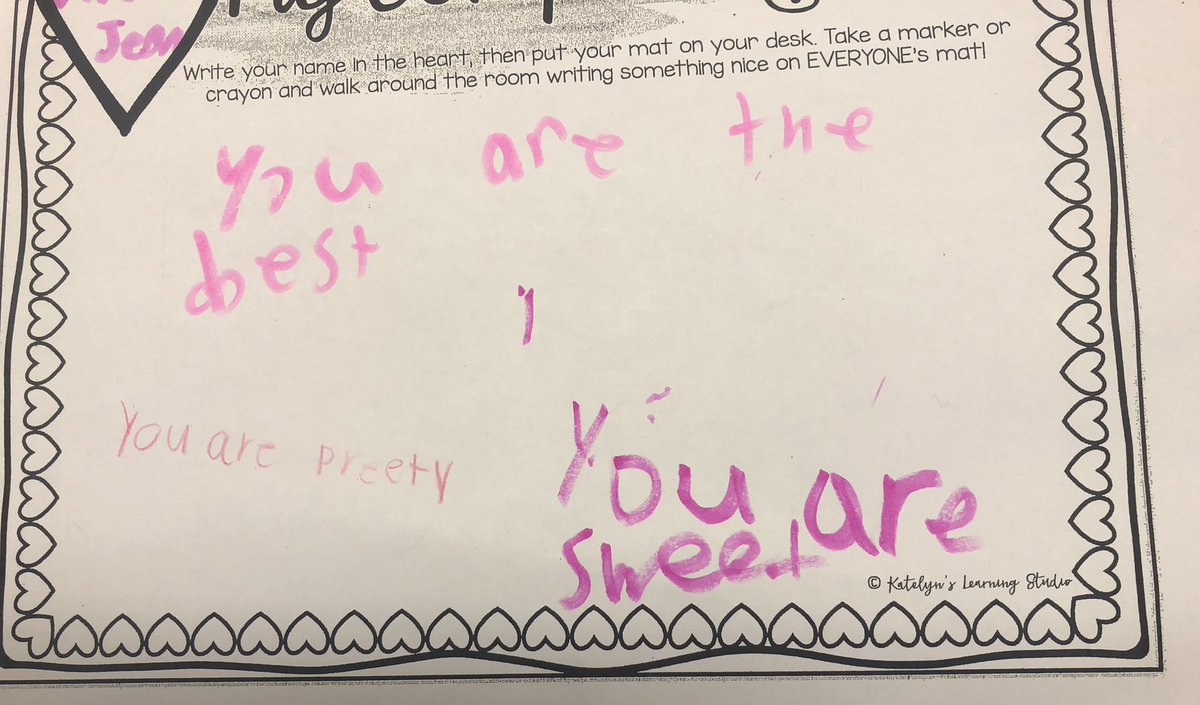 Jean
Write your name in the heart, then put your mat on your desk. Take a marker or
crayon and walk around the room writing something nice on EVERYONE's mat!
You are the
best
You are preety
You are
sweet
© Katelyn's Learning Studio